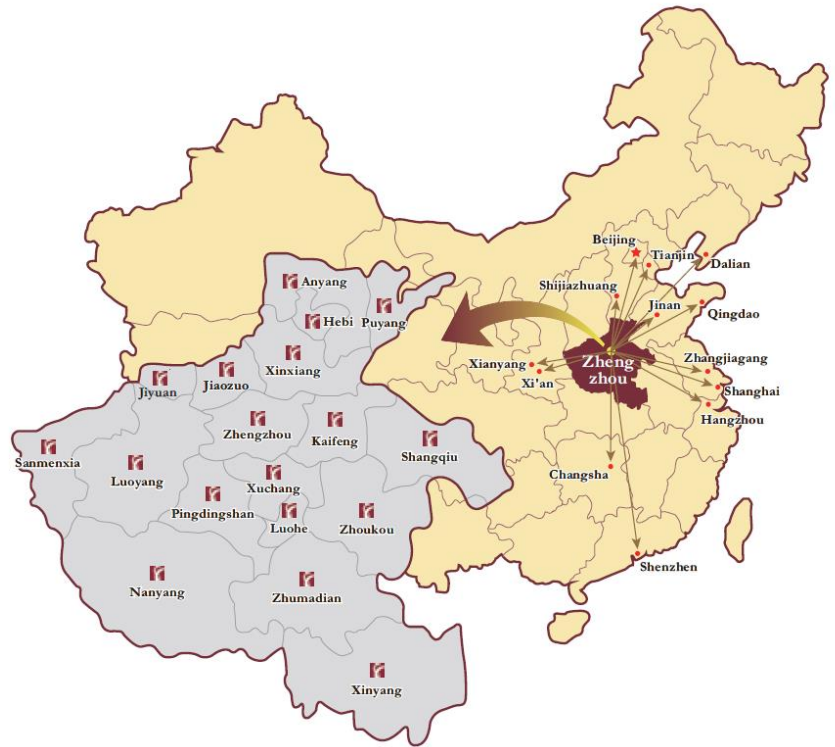 Beijing
Tianjin
Dalian
Shijiazhuang
Jinan
Qingdao
Xianyang
Xi'an
Zheng
zhou
Zhangjiagang
Shanghai
Hangzhou
Changsha
Shenzhen
Anyang
Hebi
Puyang
Xinxiang
Jiyuan
Jiaozuo
Zhengzhou
Kaifeng
Shangqiu
Sanmenxia
Luoyang
Xuchang
Pingdingshan
Luohe
Zhoukou
Nanyang
Zhumadian
Xinyang